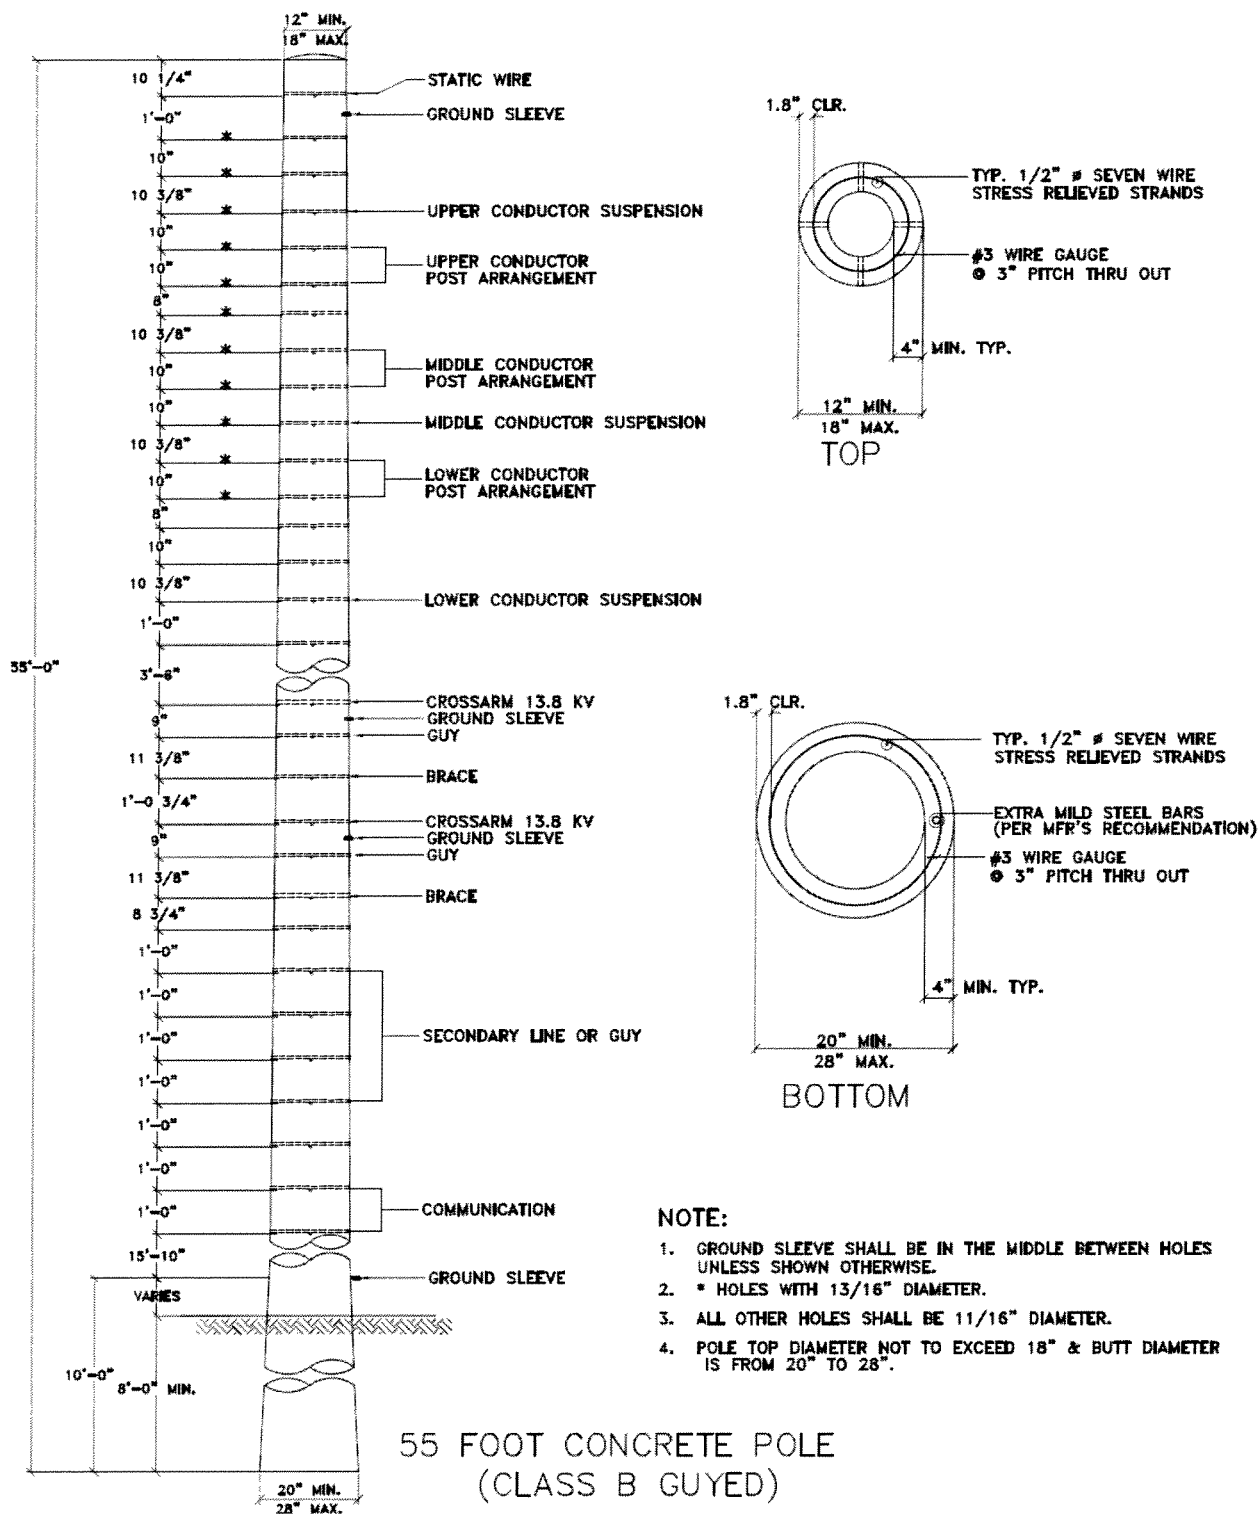 12" MIN.
18" MAX.
10 1/4"
STATIC WIRE
GROUND SLEEVE
1'-0"
*
10"
*
10 3/8"
*
UPPER CONDUCTOR SUSPENSION
10"
*
UPPER CONDUCTOR
POST ARRANGEMENT
10"
*
8"
*
10 3/8"
*
MIDDLE CONDUCTOR
POST ARRANGEMENT
10"
*
10"
*
MIDDLE CONDUCTOR SUSPENSION
10 3/8"
*
LOWER CONDUCTOR
POST ARRANGEMENT
10"
*
8"
10"
10 3/8"
LOWER CONDUCTOR SUSPENSION
1'-0"
55'-0"
CROSSARM 13.8 KV
GROUND SLEEVE
9"
GUY
11 3/8"
BRACE
1'-0 3/4"
CROSSARM 13.8 KV
GROUND SLEEVE
9"
GUY
11 3/8"
BRACE
8 3/4"
1'-0"
1'-0"
1'-0"
SECONDARY LINE OR GUY
1'-0"
1'-0"
1'-0"
1'-0"
COMMUNICATION
15'-10"
GROUND SLEEVE
VARIES
10'-0"
8'-0" MIN.
20" MIN.
28" MAX.
1.8" CLR.
TYP. 1/2" ø SEVEN WIRE
STRESS RELIEVED STRANDS
#3 WIRE GAUGE
@ 3" PITCH THRU OUT
4" MIN. TYP.
12" MIN.
18" MAX.
TOP
1.8" CLR.
TYP. 1/2" ø SEVEN WIRE
STRESS RELIEVED STRANDS
EXTRA MILD STEEL BARS
(PER MFR'S RECOMMENDATION)
#3 WIRE GAUGE
@ 3" PITCH THRU OUT
4" MIN. TYP.
20" MIN.
28" MAX.
BOTTOM
NOTE:
1. GROUND SLEEVE SHALL BE IN THE MIDDLE BETWEEN HOLES
UNLESS SHOWN OTHERWISE.
2. * HOLES WITH 13/16" DIAMETER.
3. ALL OTHER HOLES SHALL BE 11/16" DIAMETER.
4. POLE TOP DIAMETER NOT TO EXCEED 18" & BUTT DIAMETER
IS FROM 20" TO 28".
55 FOOT CONCRETE POLE
(CLASS B GUYED)